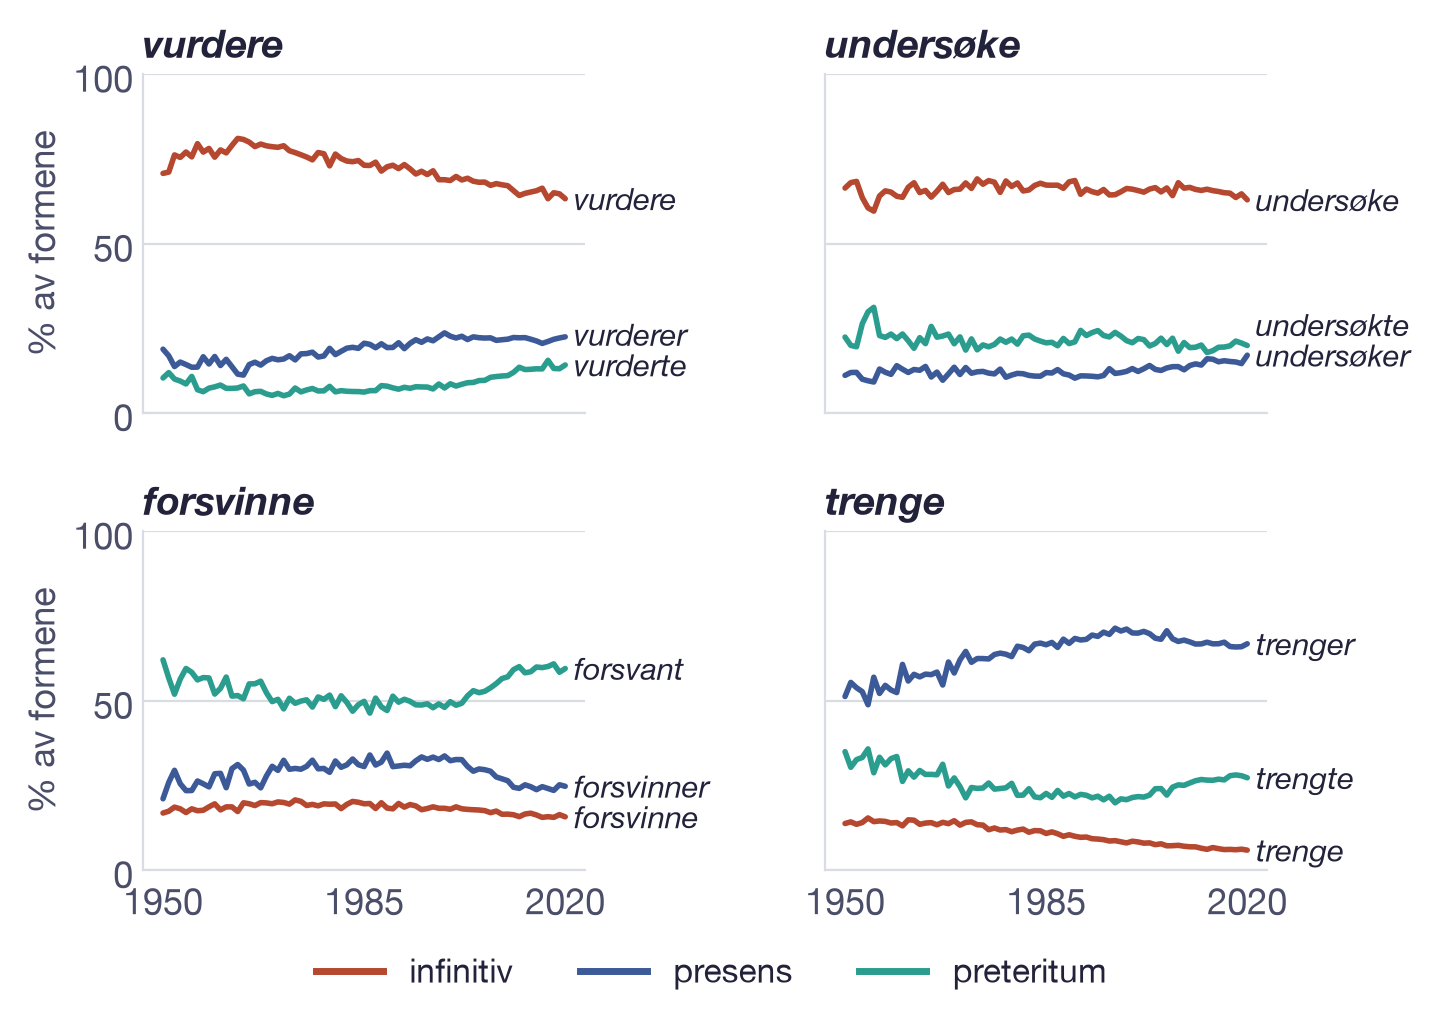 vurdere
undersøke
100
50
0
% av formene
vurdere
vurderer
vurderte
undersøke
undersøkte
undersøker
forsvinne
trenge
100
50
0
% av formene
forsvant
forsvinner
forsvinne
trenger
trengte
trenge
1950 1985 2020
1950 1985 2020
infinitiv presens preteritum